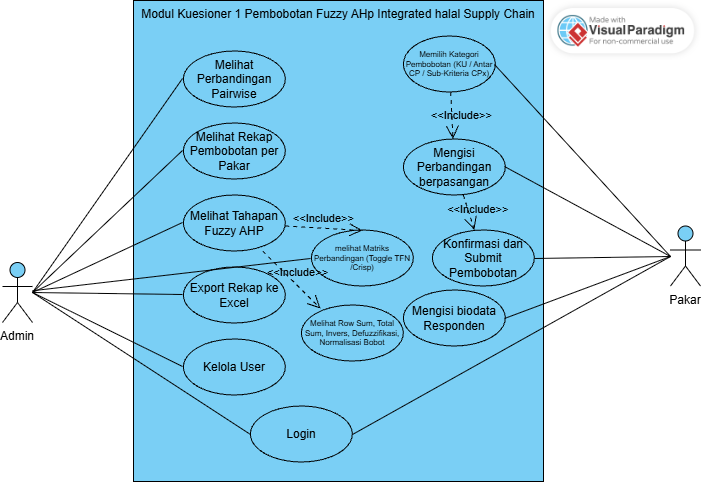 Modul Kuesioner 1 Pembobotan Fuzzy AHp Integrated halal Supply Chain
Made with
VisualParadigm
For non-commercial use
Melihat
Perbandingan
Pairwise
Memilih Kategori
Pembobotan (KU / Antar
CP / Sub-Kriteria CPx)
<<Include>>
Melihat Rekap
Pembobotan per
Pakar
Mengisi
Perbandingan
berpasangan
Melihat Tahapan
Fuzzy AHP
<<Include>>
<<Include>>
melihat Matriks
Perbandingan (Toggle TFN
/Crisp)
Konfirmasi dan
Submit
Pembobotan
<<Include>>
Export Rekap ke
Excel
Melihat Row Sum, Total
Sum, Invers, Defuzzifikasi,
Normalisasi Bobot
Mengisi biodata
Responden
Kelola User
Login
Admin
Pakar